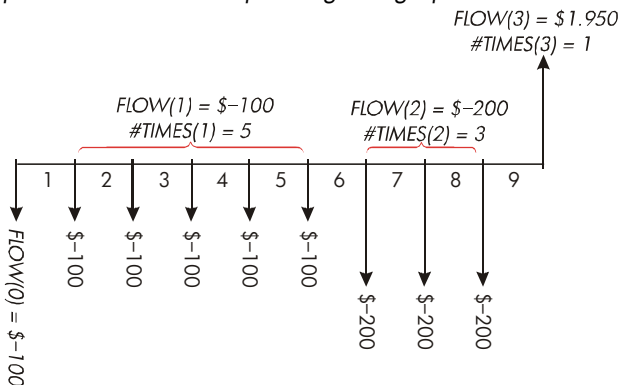 FLOW(3) = $1.950
#TIMES(3) = 1
FLOW(1) = $-100
#TIMES(1) = 5
FLOW(2) = $-200
#TIMES(2) = 3
1 2 3 4 5 6 7 8 9
FLOW(0) = $-100
$-100
$-100
$-100
$-100
$-100
$-200
$-200
$-200